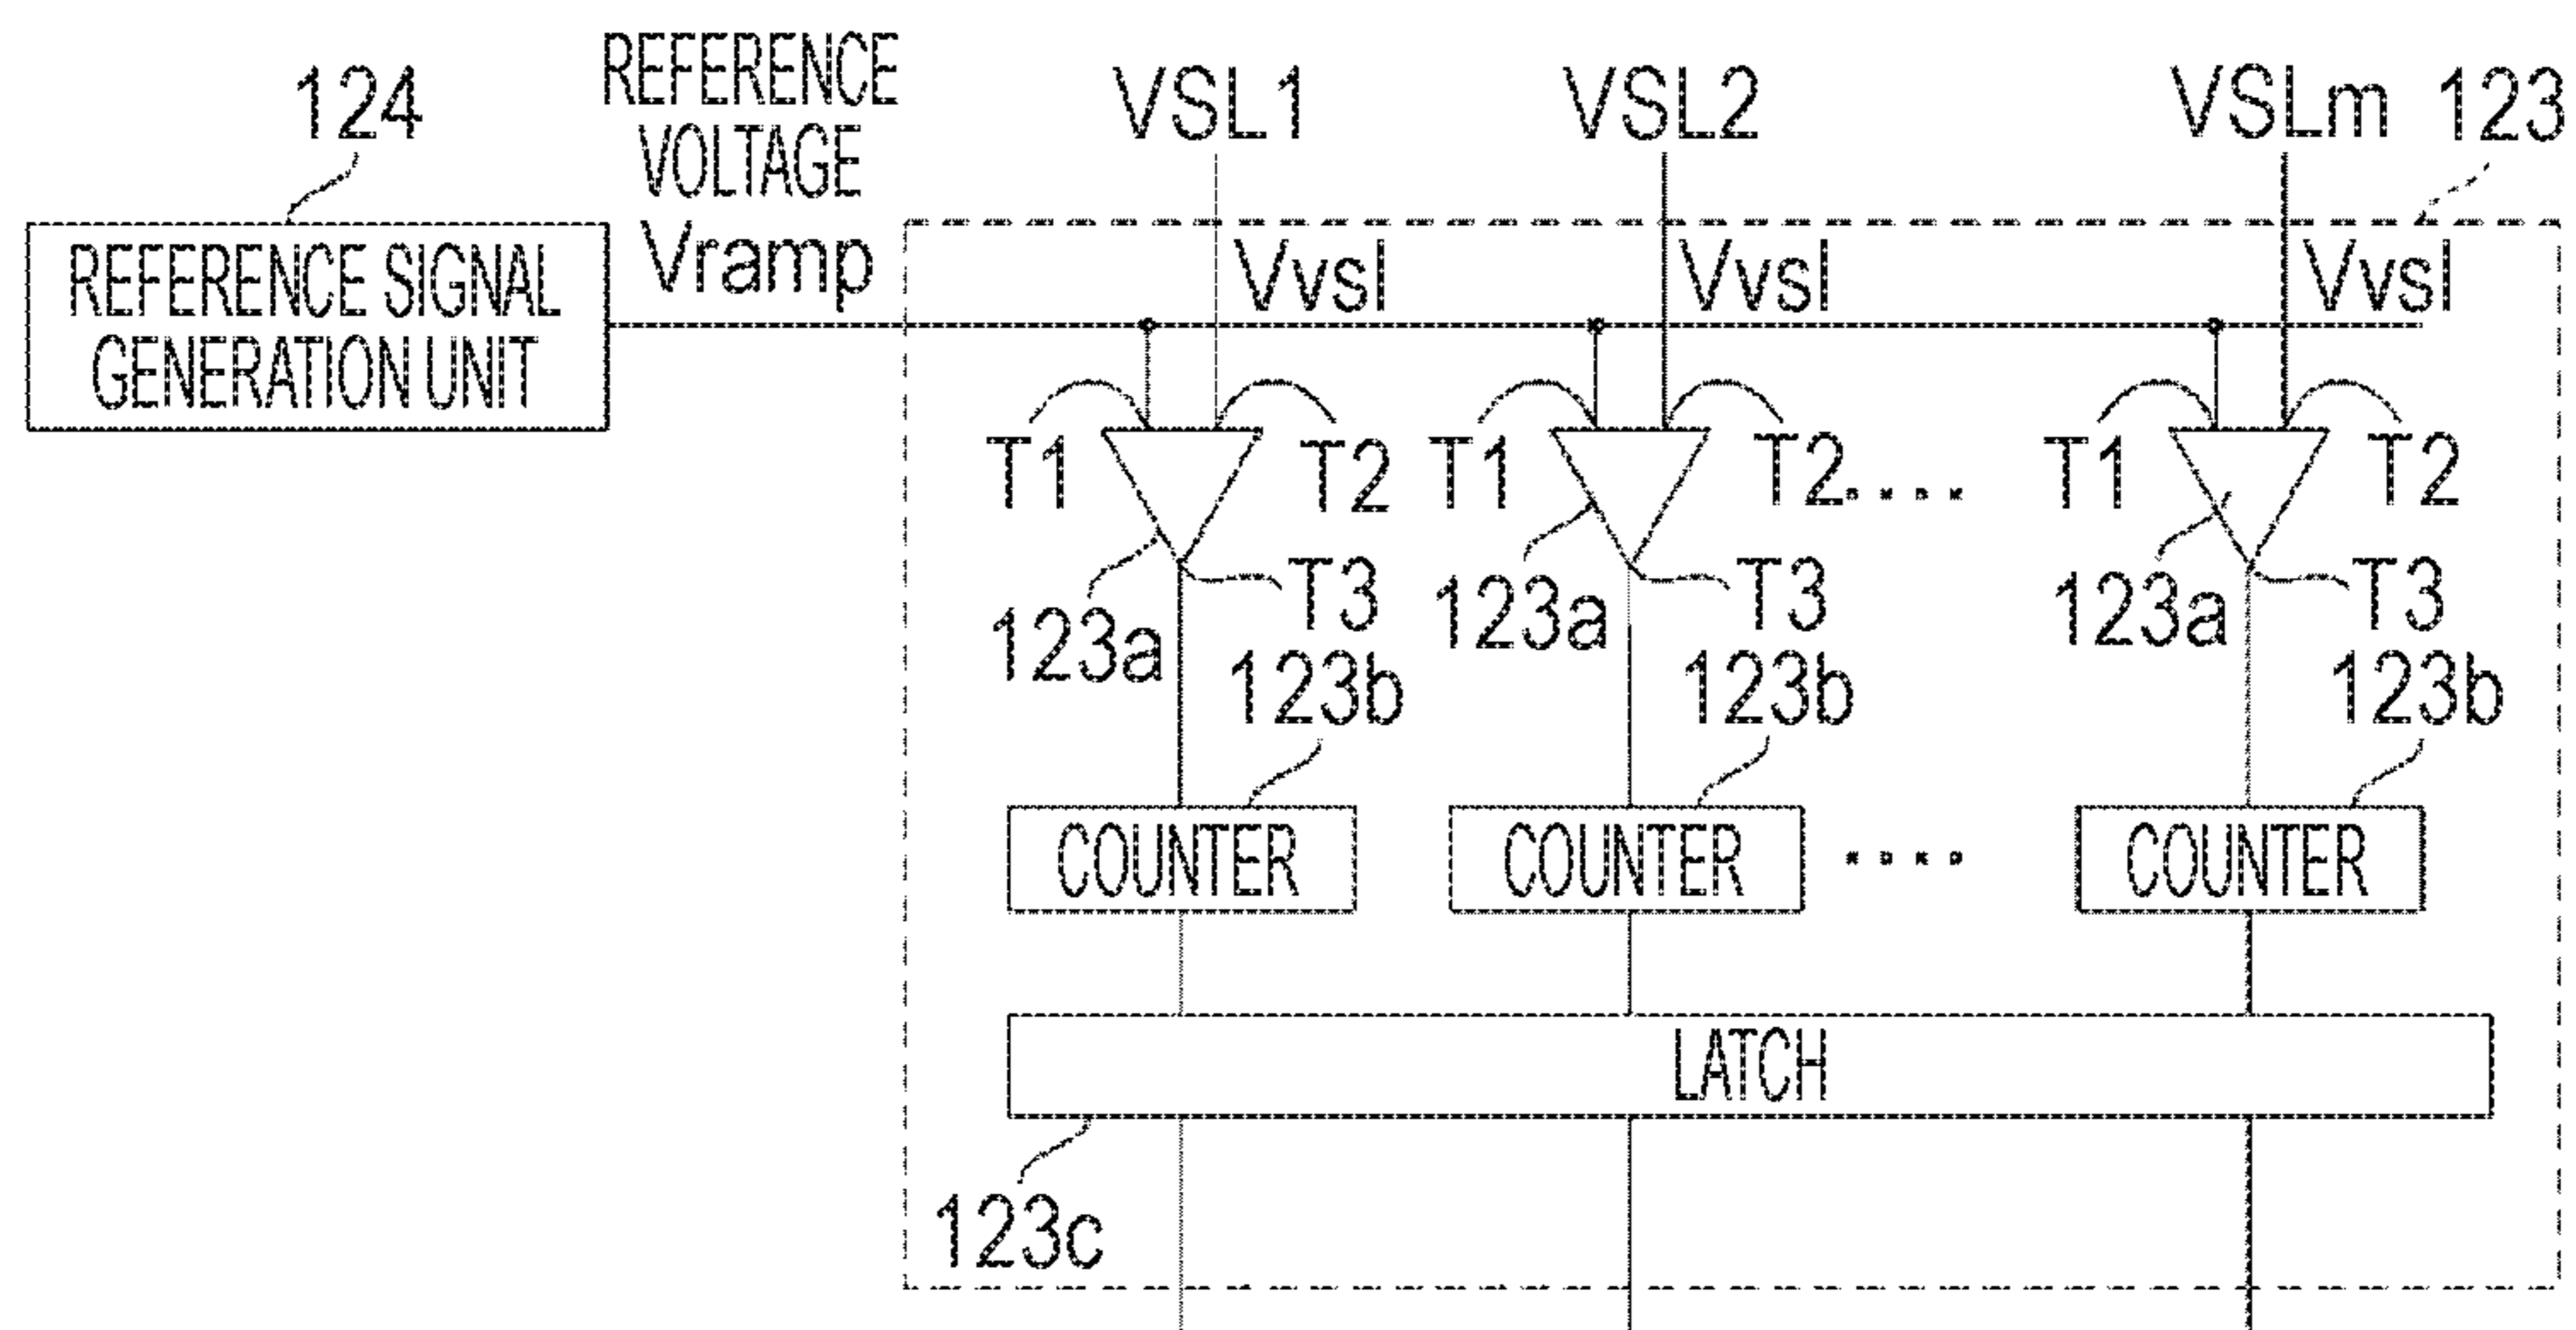 124
REFERENCE
VOLTAGE
Vramp
VSL1
VSL2
VSLm
123
REFERENCE SIGNAL
GENERATION UNIT
Vvsl
Vvsl
Vvsl
T1
T2
T1
T2
....
T1
T2
123a
T3
123a
T3
123a
T3
123b
123b
123b
COUNTER
COUNTER
....
COUNTER
LATCH
123c